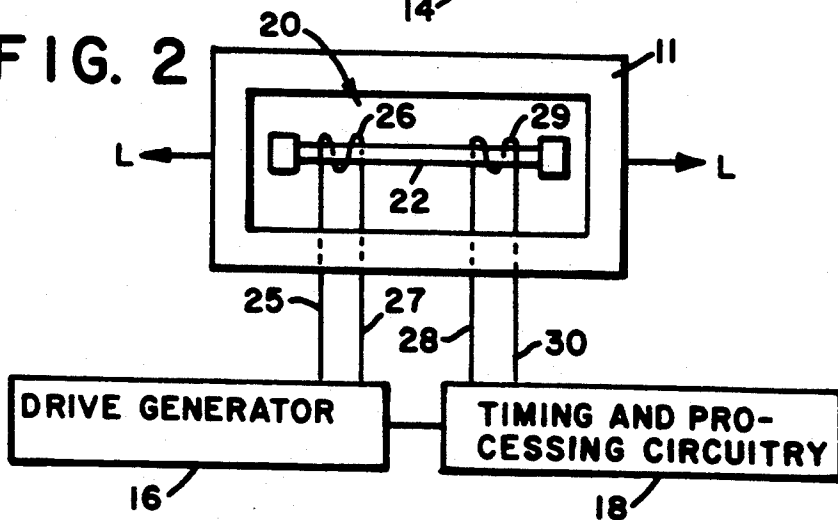 14
FIG. 2
20
11
26
29
L
L
22
25
27
28
30
DRIVE GENERATOR
TIMING AND PRO-
CESSING CIRCUITRY
16
18